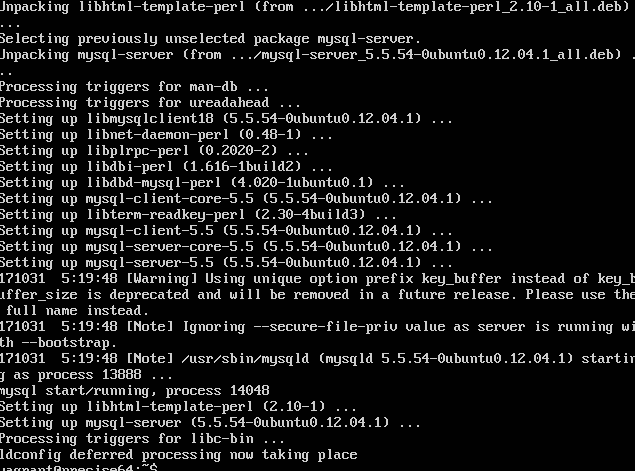 Unpacking libhtml-template-perl (from .../libhtml-template-perl_2.10-1_all.deb)
...
Selecting previously unselected package mysql-server.
Unpacking mysql-server (from .../mysql-server_5.5.54-0ubuntu0.12.04.1_all.deb) .
..
Processing triggers for man-db ...
Processing triggers for ureadahead ...
Setting up libmysqlclient18 (5.5.54-0ubuntu0.12.04.1) ...
Setting up libnet-daemon-perl (0.48-1) ...
Setting up libplrpc-perl (0.2020-2) ...
Setting up libdbi-perl (1.616-1build2) ...
Setting up libdbd-mysql-perl (4.020-1ubuntu0.1) ...
Setting up mysql-client-core-5.5 (5.5.54-0ubuntu0.12.04.1) ...
Setting up libterm-readkey-perl (2.30-4build3) ...
Setting up mysql-client-5.5 (5.5.54-0ubuntu0.12.04.1) ...
Setting up mysql-server-core-5.5 (5.5.54-0ubuntu0.12.04.1) ...
Setting up mysql-server-5.5 (5.5.54-0ubuntu0.12.04.1) ...
171031  5:19:48 [Warning] Using unique option prefix key_buffer instead of key_b
uffer_size is deprecated and will be removed in a future release. Please use the
 full name instead.
171031  5:19:48 [Note] Ignoring --secure-file-priv value as server is running wi
th --bootstrap.
171031  5:19:48 [Note] /usr/sbin/mysqld (mysqld 5.5.54-0ubuntu0.12.04.1) startin
g as process 13888 ...
mysql start/running, process 14048
Setting up libhtml-template-perl (2.10-1) ...
Setting up mysql-server (5.5.54-0ubuntu0.12.04.1) ...
Processing triggers for libc-bin ...
ldconfig deferred processing now taking place
vagrant@precise64:~$